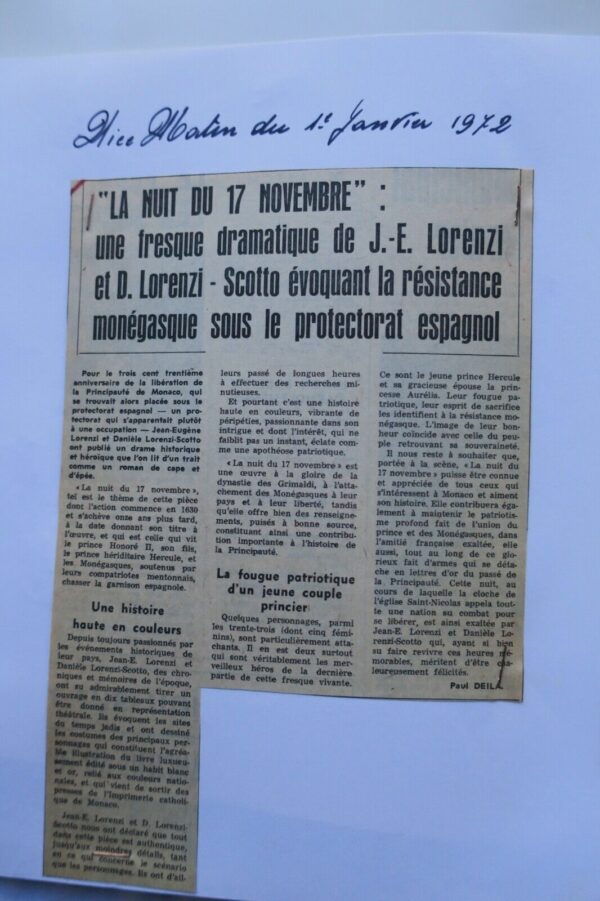 Nice Matin du 1er Janvier 1972
"LA NUIT DU 17 NOVEMBRE" :
une fresque dramatique de J.-E. Lorenzi
et D. Lorenzi - Scotto évoquant la résistance
monégasque sous le protectorat espagnol
Pour le trois cent trentième
anniversaire de la libération de
la Principauté de Monaco, qui
se trouvait alors placée sous le
protectorat espagnol — un pro-
tectorat qui s'apparentait plutôt
à une occupation — Jean-Eugène
Lorenzi et Danièle Lorenzi-Scotto
ont publié un drame historique
et héroïque que l'on lit d'un trait
comme un roman de cape et
d'épée.
« La nuit du 17 novembre »,
tel est le thème de cette pièce
dont l'action commence en 1630
et s'achève onze ans plus tard,
à la date donnant son titre à
l'œuvre, et qui est celle qui vit
le prince Honoré II, son fils,
le prince héréditaire Hercule, et
les Monégasques, soutenus par
leurs compatriotes mentonnais,
chasser la garnison espagnole.
Une histoire
haute en couleurs
Depuis toujours passionnés par
les événements historiques de
leur pays, Jean-E. Lorenzi et
Danièle Lorenzi-Scotto, des chro-
niques et mémoires de l'époque,
ont su admirablement tirer un
ouvrage en dix tableaux pouvant
être donné en représentation
théâtrale. Ils évoquent les sites
du temps jadis et ont dessiné
les costumes des principaux per-
sonnages qui constituent l'agréa-
ble illustration du livre luxueu-
sement édité sous un habit blanc
et or, relié aux couleurs natio-
nales, et qui vient de sortir des
presses de l'Imprimerie catholi-
que de Monaco.
Jean-E. Lorenzi et D. Lorenzi-
Scotto nous ont déclaré que tout
dans cette pièce est authentique,
jusqu'aux moindres détails, tant
en ce qui concerne le scénario
que les personnages. Ils ont d'ail-
leurs passé de longues heures
à effectuer des recherches mi-
nutieuses.
Et pourtant c'est une histoire
haute en couleurs, vibrante de
péripéties, passionnante dans son
intrigue et dont l'intérêt, qui ne
faiblit pas un instant, éclate com-
me une apothéose patriotique.
« La nuit du 17 novembre » est
une œuvre à la gloire de la
dynastie des Grimaldi, à l'atta-
chement des Monégasques à leur
pays et à leur liberté, tandis
qu'elle offre bien des renseigne-
ments, puisés à bonne source,
constituant ainsi une contribu-
tion importante à l'histoire de
la Principauté.
La fougue patriotique
d'un jeune couple
princier
Quelques personnages, parmi
les trente-trois (dont cinq fémi-
nins), sont particulièrement atta-
chants. Il en est deux surtout
qui sont véritablement les mer-
veilleux héros de la dernière
partie de cette fresque vivante.
Ce sont le jeune prince Hercule
et sa gracieuse épouse la prin-
cesse Aurélia. Leur fougue pa-
triotique, leur esprit de sacrifice
les identifient à la résistance mo-
négasque. L'image de leur bon-
heur coïncide avec celle du peu-
ple retrouvant sa souveraineté.
Il nous reste à souhaiter que,
portée à la scène, « La nuit du
17 novembre » puisse être connue
et appréciée de tous ceux qui
s'intéressent à Monaco et aiment
son histoire. Elle contribuera éga-
lement à maintenir le patriotis-
me profond fait de l'union du
prince et des Monégasques, dans
l'amitié française exaltée, elle
aussi, tout au long de ce glo-
rieux fait d'armes qui se déta-
che en lettres d'or du passé de
la Principauté. Cette nuit, au
cours de laquelle la cloche de
l'église Saint-Nicolas appela tou-
te une nation au combat pour
se libérer, est ainsi exaltée par
Jean-E. Lorenzi et Danièle Lo-
renzi-Scotto qui, ayant si bien
su faire revivre ces heures mé-
morables, méritent d'être cha-
leureusement félicités.
Paul DEILA.